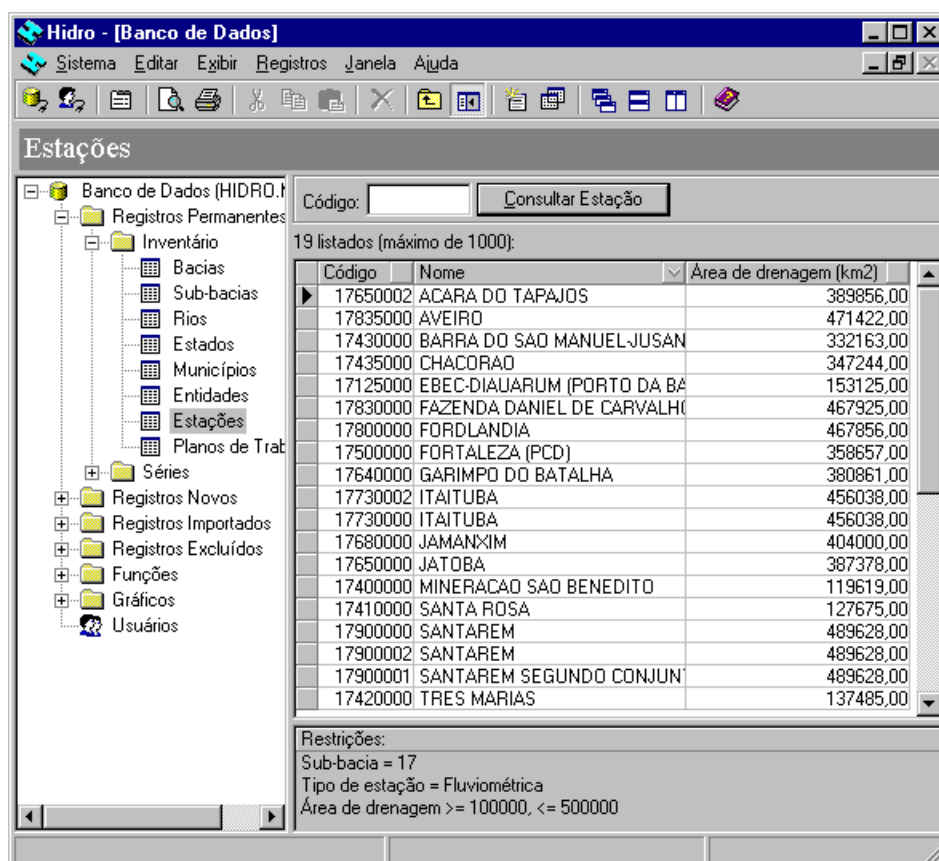 Hidro - [Banco de Dados]
Sistema Editar Exibir Registros Janela Ajuda
Estações
Banco de Dados (HIDRO.
Registros Permanentes
Inventário
Bacias
Sub-bacias
Rios
Estados
Municípios
Entidades
Estações
Planos de Trab
Séries
Registros Novos
Registros Importados
Registros Excluídos
Funções
Gráficos
Usuários
Código: Consultar Estação
19 listados (máximo de 1000):
Código Nome Área de drenagem (km2)
17650002 ACARA DO TAPAJOS 389856,00
17835000 AVEIRO 471422,00
17430000 BARRA DO SAO MANUEL-JUSAN 332163,00
17435000 CHACORAO 347244,00
17125000 EBEC-DIAUARUM (PORTO DA BA 153125,00
17830000 FAZENDA DANIEL DE CARVALHO 467925,00
17800000 FORDLANDIA 467856,00
17500000 FORTALEZA (PCD) 358657,00
17640000 GARIMPO DO BATALHA 380861,00
17730002 ITAITUBA 456038,00
17730000 ITAITUBA 456038,00
17680000 JAMANXIM 404000,00
17650000 JATOBA 387378,00
17400000 MINERACAO SAO BENEDITO 119619,00
17410000 SANTA ROSA 127675,00
17900000 SANTAREM 489628,00
17900002 SANTAREM 489628,00
17900001 SANTAREM SEGUNDO CONJUN 489628,00
17420000 TRES MARIAS 137485,00
Restrições:
Sub-bacia = 17
Tipo de estação = Fluviométrica
Área de drenagem >= 100000, <= 500000